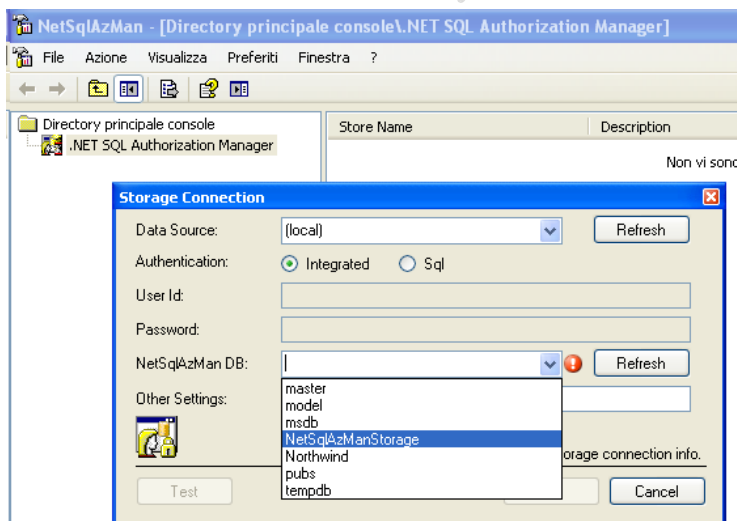 NetSqlAzMan - [Directory principale console\.NET SQL Authorization Manager]
File Azione Visualizza Preferiti Finestra ?
Directory principale console
.NET SQL Authorization Manager
Store Name Description
Non vi sono
Storage Connection
Data Source: (local) Refresh
Authentication: Integrated Sql
User Id:
Password:
NetSqlAzMan DB: Refresh
Other Settings:
master
model
msdb
NetSqlAzManStorage
Northwind
pubs
tempdb
orage connection info.
Test Cancel